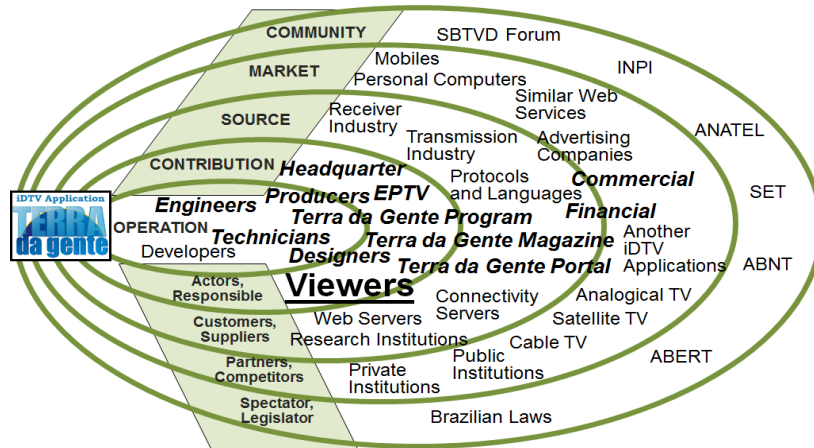 COMMUNITY
SBTVD Forum
INPI
MARKET
Mobiles
Personal Computers
Similar Web
Services
SOURCE
Receiver
Industry
ANATEL
Transmission
Industry
Advertising
Companies
CONTRIBUTION
Headquarter
Protocols
and Languages
Commercial
SET
iDTV Application
TERRA
da gente
Engineers
Producers
EPTV
Terra da Gente Program
Financial
OPERATION
Technicians
Terra da Gente Magazine
Another
iDTV
Applications
Developers
Designers
Terra da Gente Portal
ABNT
Actors,
Responsible
Viewers
Connectivity
Servers
Analogical TV
Customers,
Suppliers
Web Servers
Satellite TV
Research Institutions
Cable TV
Partners,
Competitors
Private
Institutions
Public
Institutions
ABERT
Spectator,
Legislator
Brazilian Laws